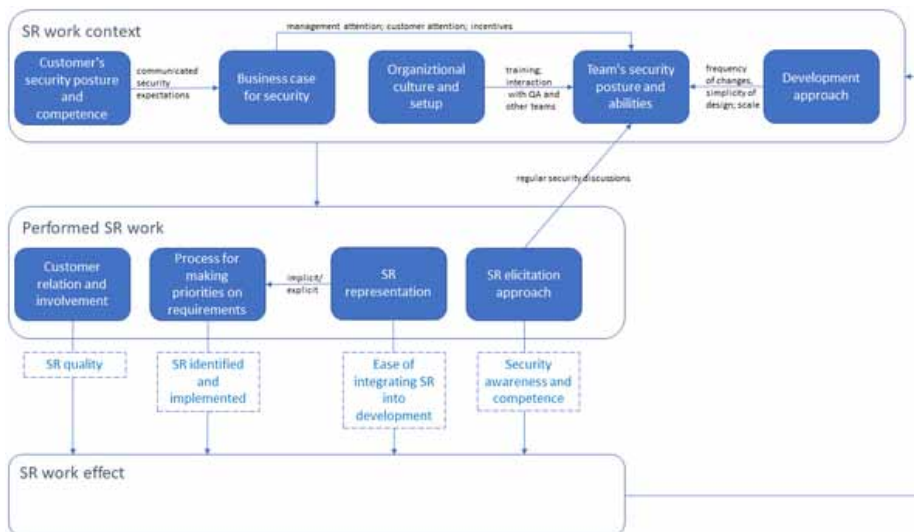 SR work context
management attention; customer attention; incentives
Customer's
security posture
and
competence
communicated
security
expectations
Business case
for security
Organiztional
culture and
setup
training;
interaction
with QA and
other teams
Team's security
posture and
abilities
frequency
of changes,
simplicity of
design; scale
Development
approach
regular security discussions
Performed SR work
Customer
relation and
involvement
Process for
making
priorities on
requirements
implicit/
explicit
SR
representation
SR elicitation
approach
SR quality
SR identified
and
implemented
Ease of
integrating SR
into
development
Security
awareness and
competence
SR work effect